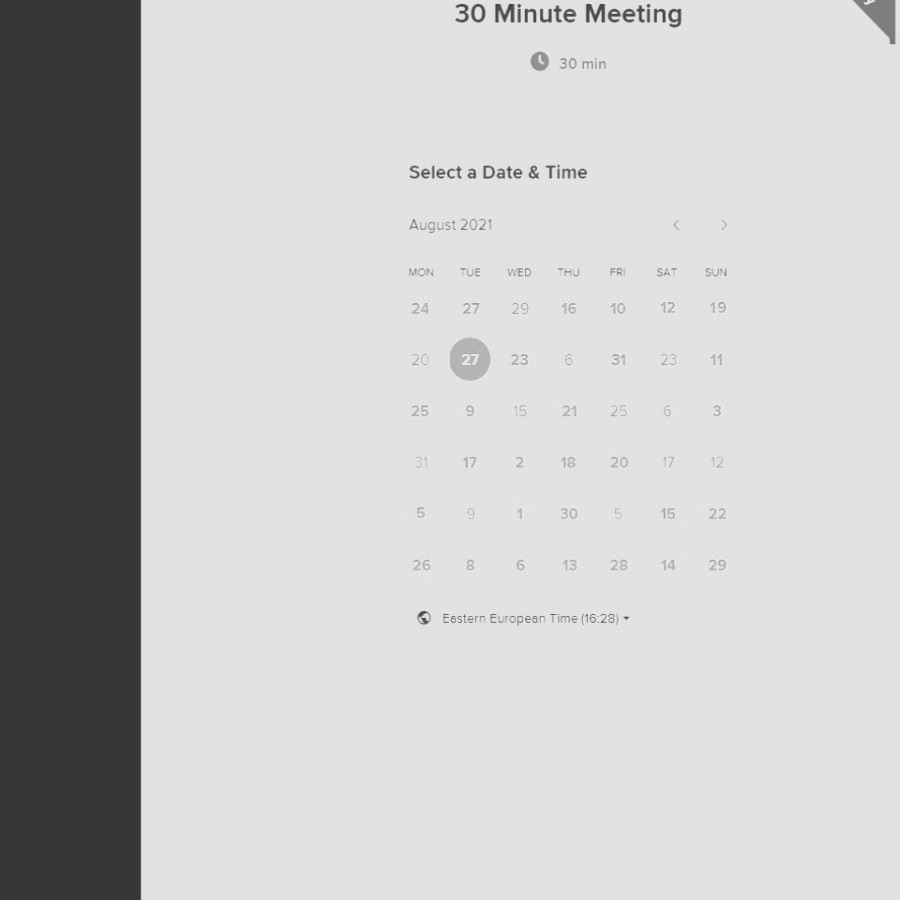 30 Minute Meeting
30 min
Select a Date & Time
August 2021
MON TUE WED THU FRI SAT SUN
24 27 29 16 10 12 19
20 27 23 6 31 23 11
25 9 15 21 25 6 3
31 17 2 18 20 17 12
5 9 1 30 5 15 22
26 8 6 13 28 14 29
Eastern European Time (16:28)